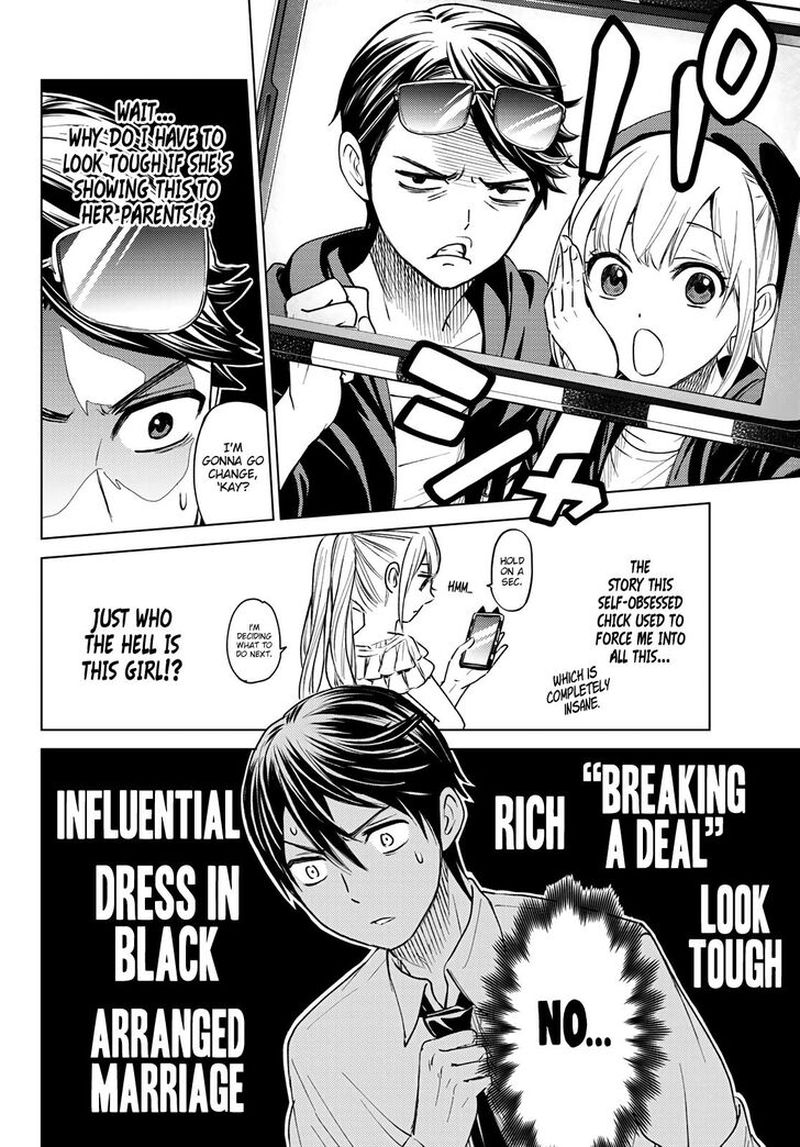 パシャ
WAIT...
WHY DO I HAVE TO
LOOK TOUGH IF SHE'S
SHOWING THIS TO
HER PARENTS!?
I'M
GONNA GO
CHANGE,
'KAY?
THE
STORY THIS
SELF-OBSESSED
CHICK USED TO
FORCE ME INTO
ALL THIS...
WHICH IS
COMPLETELY
INSANE.
HOLD
ON A
SEC.
HMM...
I'M
DECIDING
WHAT TO
DO NEXT.
JUST WHO
THE HELL IS
THIS GIRL!?
"BREAKING
A DEAL"
RICH
LOOK
TOUGH
INFLUENTIAL
DRESS IN
BLACK
ARRANGED
MARRIAGE
NO...